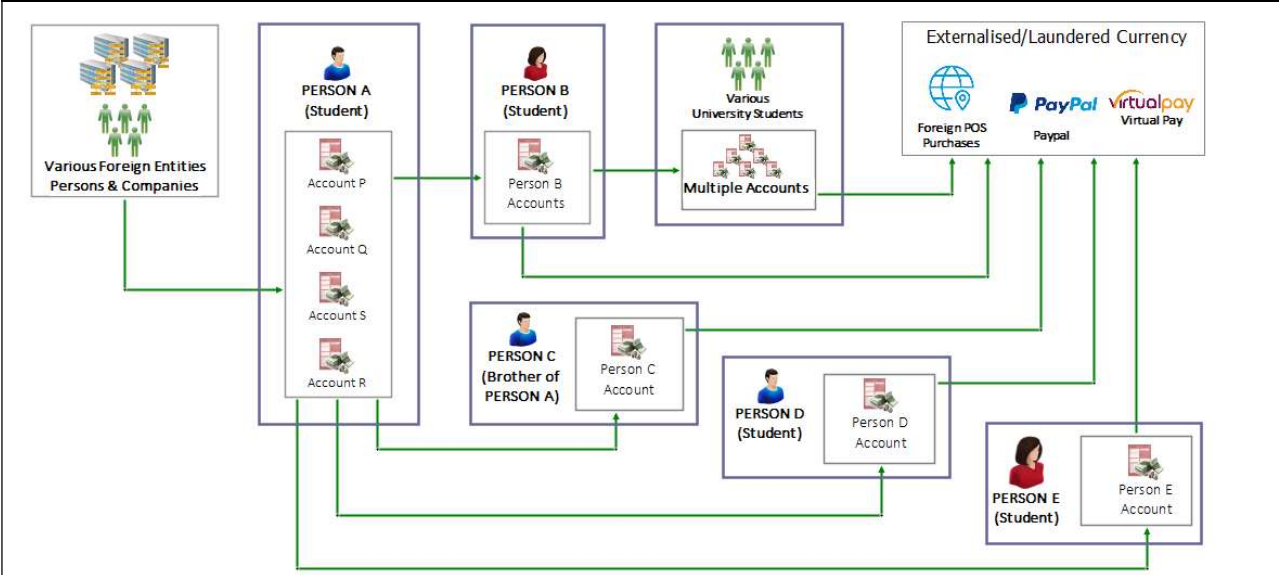 Various Foreign Entities
Persons & Companies
PERSON A
(Student)
Account P
Account Q
Account S
Account R
PERSON B
(Student)
Person B
Accounts
Various
University Students
Multiple Accounts
Externalised/Laundered Currency
Foreign POS
Purchases
PayPal
Paypal
virtualpay
Virtual Pay
PERSON C
(Brother of
PERSON A)
Person C
Account
PERSON D
(Student)
Person D
Account
PERSON E
(Student)
Person E
Account